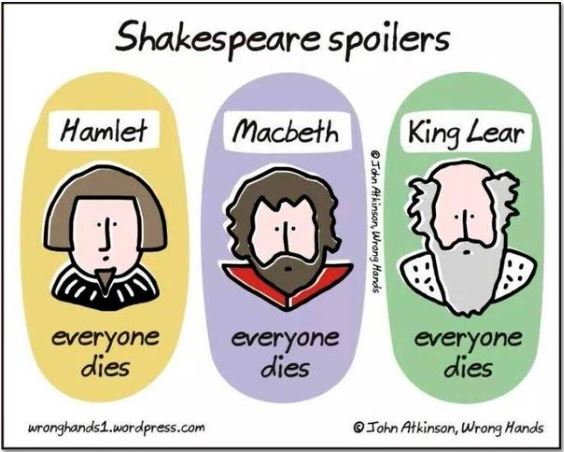 Shakespeare spoilers
Hamlet
everyone
dies
Macbeth
everyone
dies
King Lear
everyone
dies
© John Atkinson, Wrong Hands
wronghands1.wordpress.com
© John Atkinson, Wrong Hands